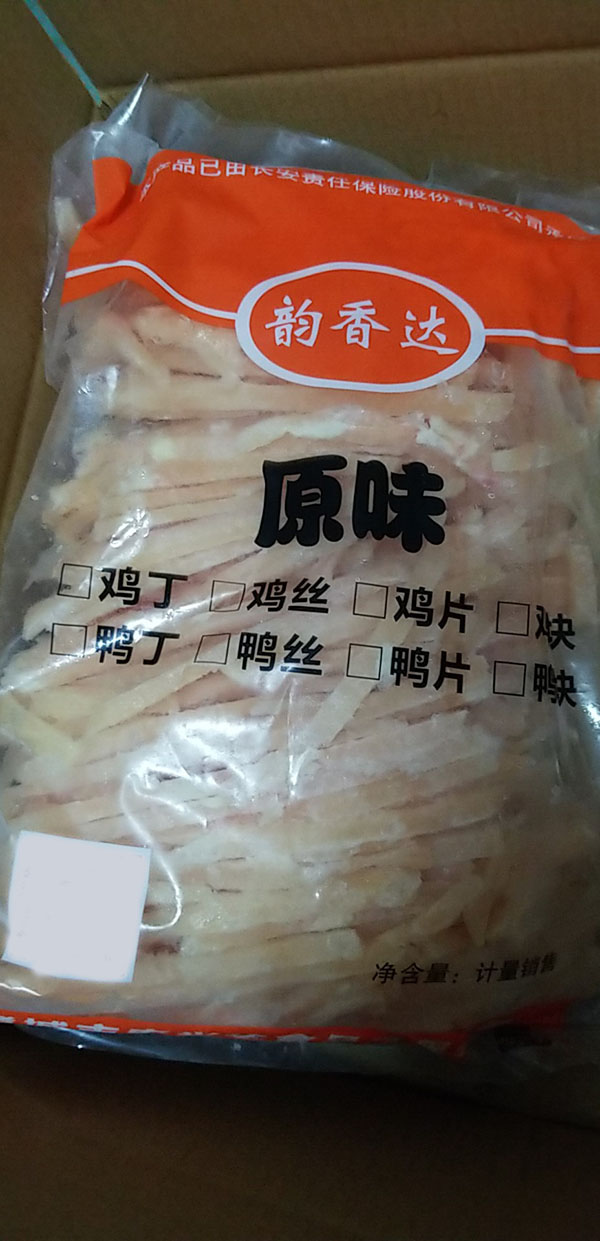 品已由长安责任保险股份有限公司
韵香达
原味
□鸡丁 □鸡丝 □鸡片 □鸡块
□鸭丁 □鸭丝 □鸭片 □鸭块
净含量：计量销售